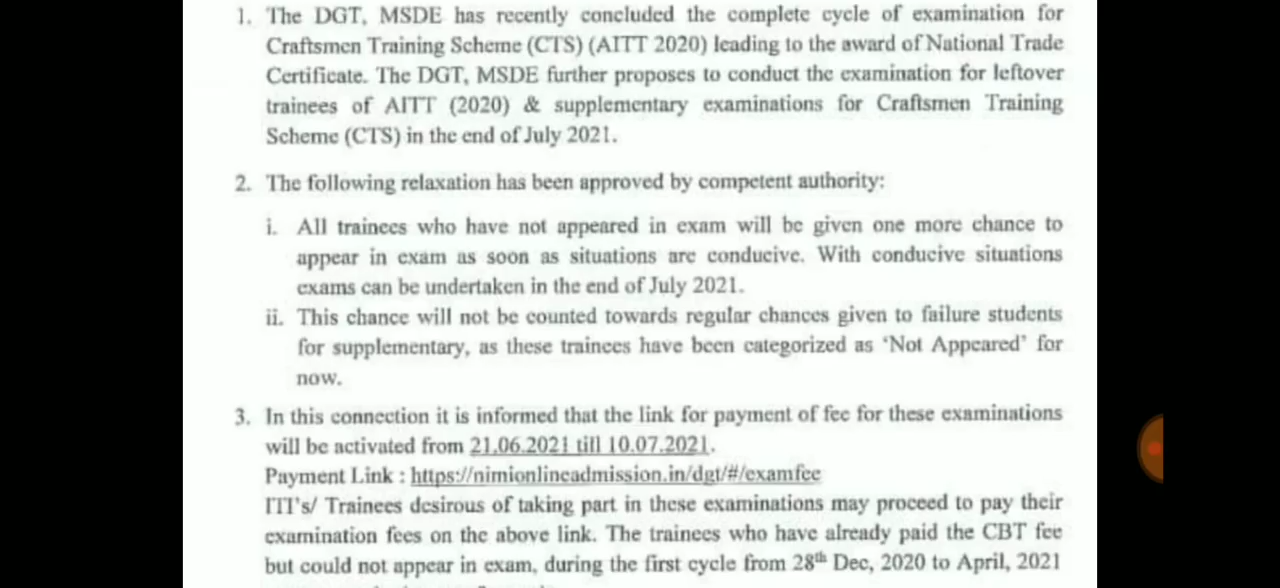 1. The DGT, MSDE has recently concluded the complete cycle of examination for
Craftsmen Training Scheme (CTS) (AITT 2020) leading to the award of National Trade
Certificate. The DGT, MSDE further proposes to conduct the examination for leftover
trainees of AITT (2020) & supplementary examinations for Craftsmen Training
Scheme (CTS) in the end of July 2021.
2. The following relaxation has been approved by competent authority:
i. All trainees who have not appeared in exam will be given one more chance to
appear in exam as soon as situations are conducive. With conducive situations
exams can be undertaken in the end of July 2021.
ii. This chance will not be counted towards regular chances given to failure students
for supplementary, as these trainees have been categorized as 'Not Appeared' for
now.
3. In this connection it is informed that the link for payment of fee for these examinations
will be activated from 21.06.2021 till 10.07.2021.
Payment Link : https://nimionlineadmission.in/dgt/#/examfee
ITI's/ Trainees desirous of taking part in these examinations may proceed to pay their
examination fees on the above link. The trainees who have already paid the CBT fee
but could not appear in exam, during the first cycle from 28th Dec, 2020 to April, 2021